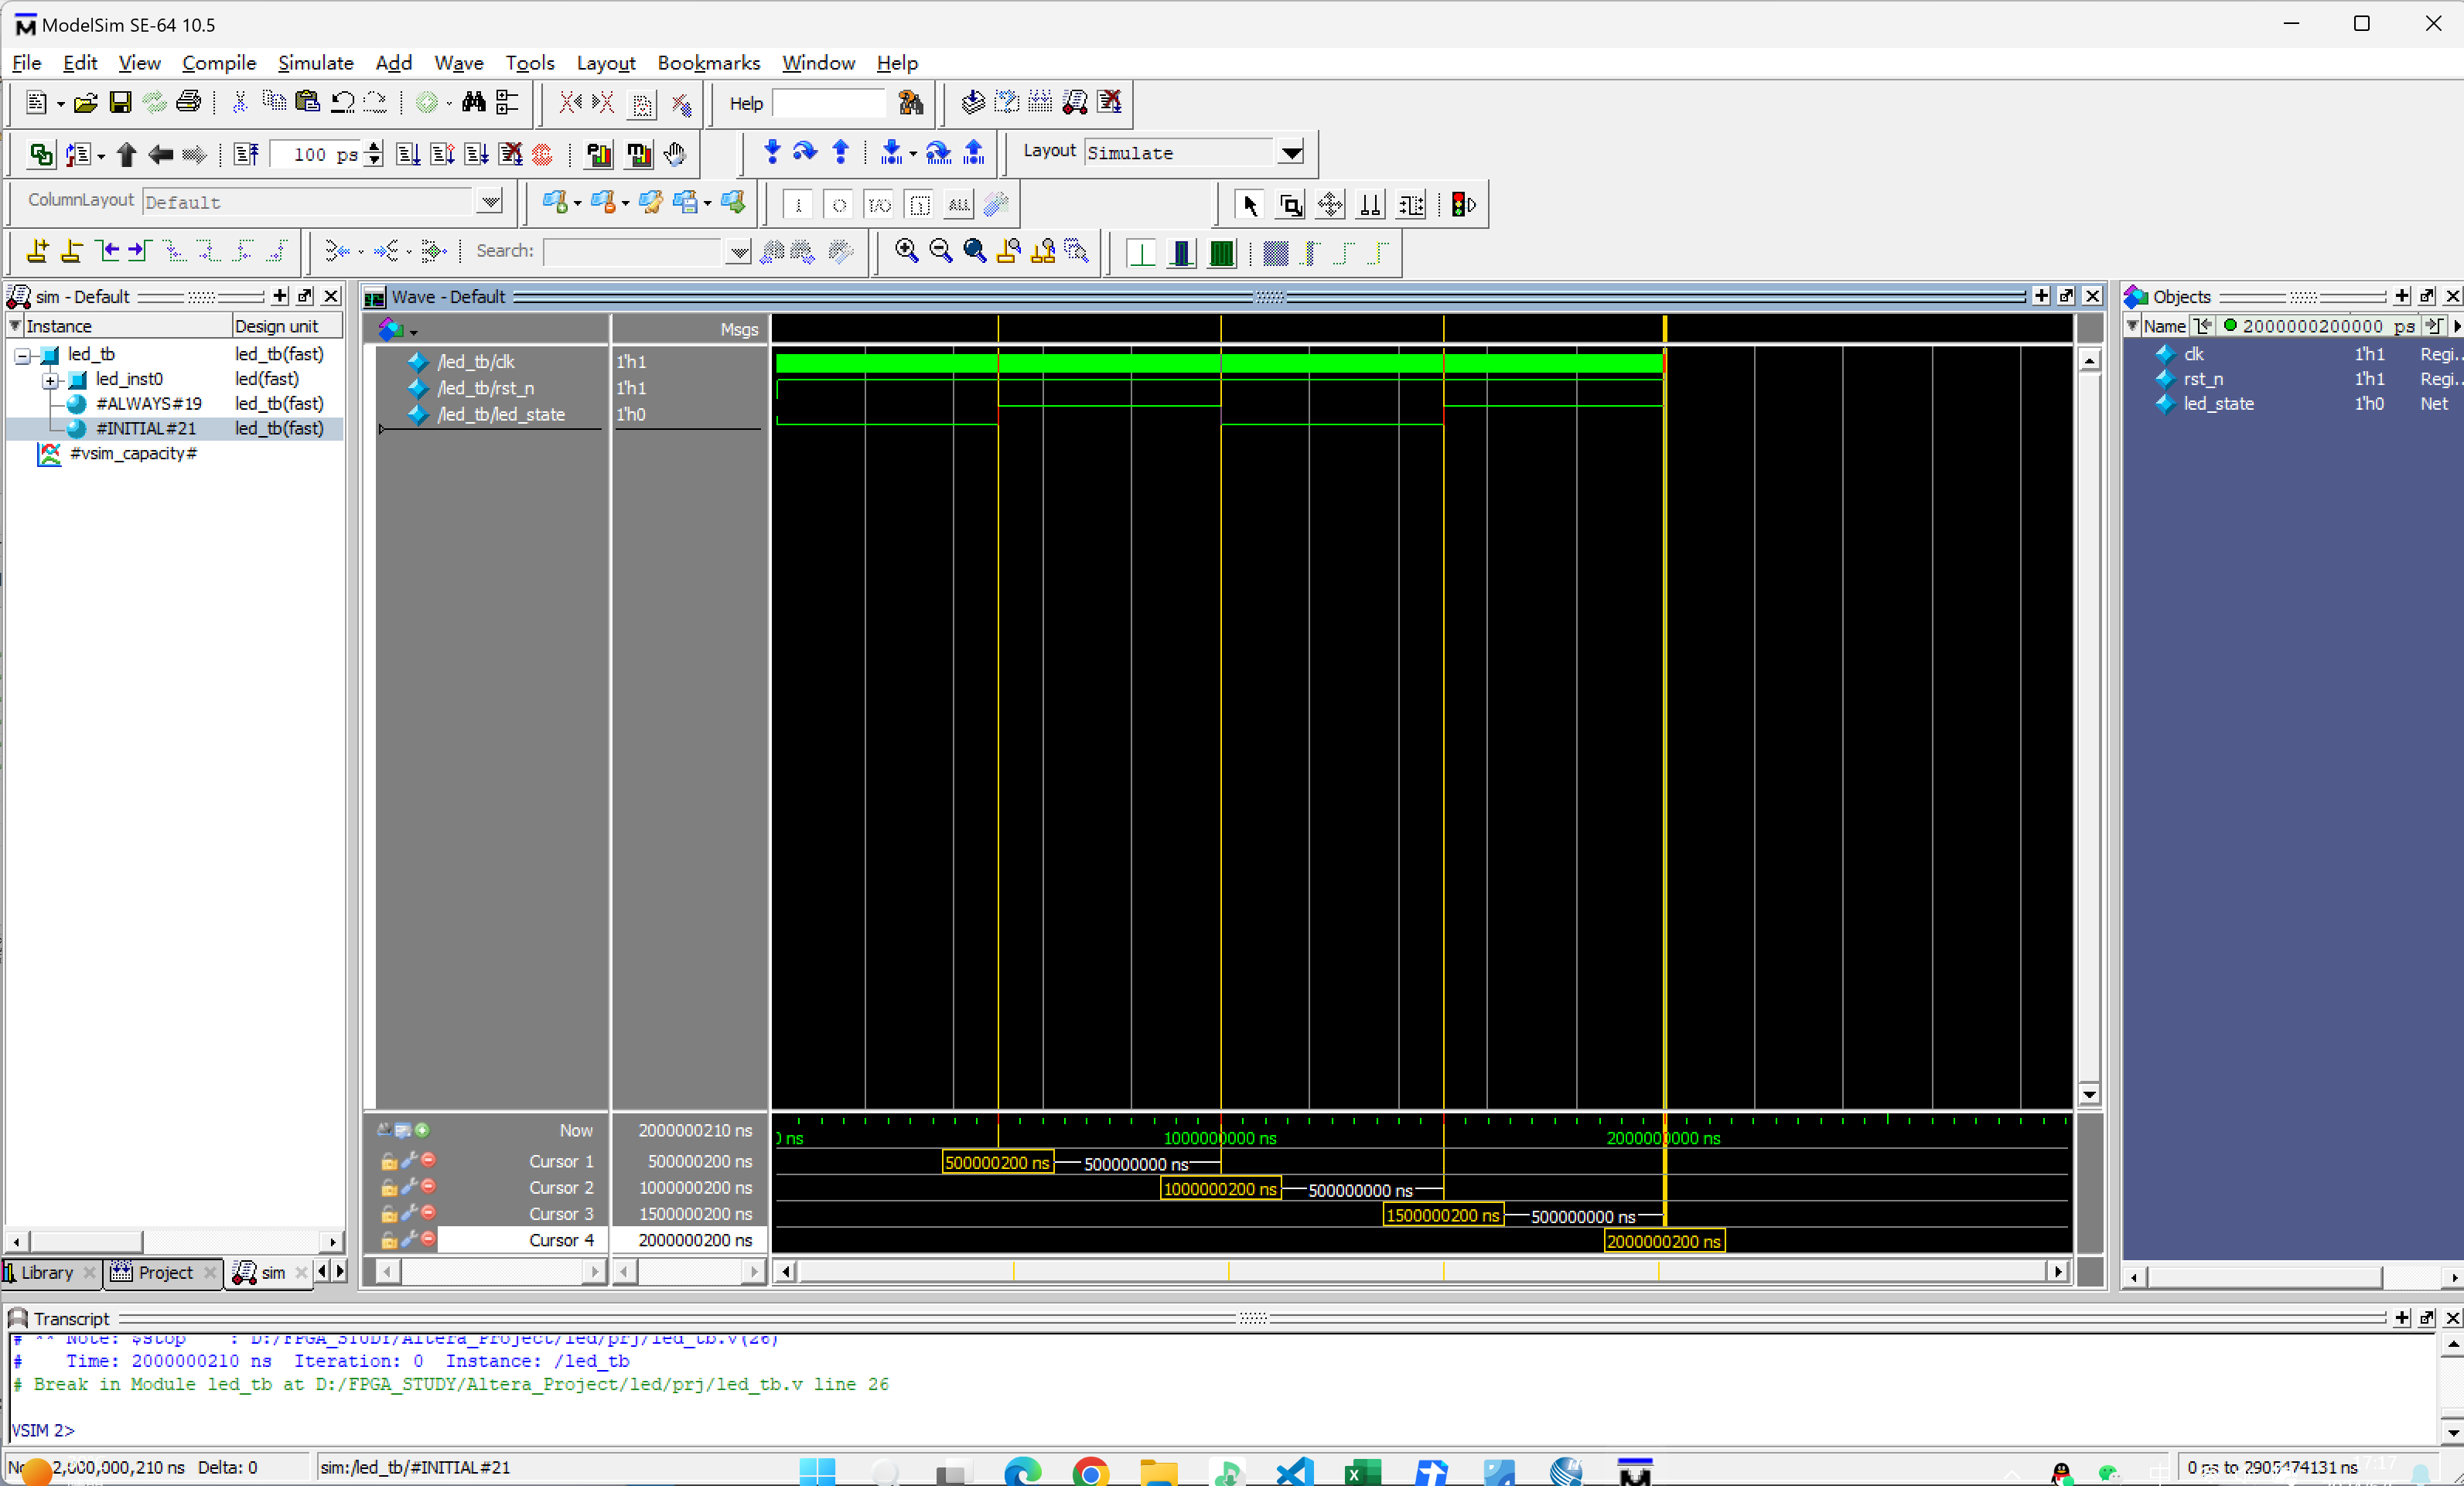 ModelSim SE-64 10.5
File Edit View Compile Simulate Add Wave Tools Layout Bookmarks Window Help
Help
100 ps Layout Simulate
ColumnLayout Default
ALL
Search:
sim - Default
Wave - Default
Objects
Instance Design unit
Msgs
Name 2000000200000 ps
led_tb led_tb(fast)
led_inst0 led(fast)
#ALWAYS#19 led_tb(fast)
#INITIAL#21 led_tb(fast)
#vsim_capacity#
/led_tb/clk 1'h1
/led_tb/rst_n 1'h1
/led_tb/led_state 1'h0
clk 1'h1 Regi...
rst_n 1'h1 Regi...
led_state 1'h0 Net
Now 2000000210 ns
0 ns 1000000000 ns 2000000000 ns
Cursor 1 500000200 ns 500000200 ns 500000000 ns
Cursor 2 1000000200 ns 1000000200 ns 500000000 ns
Cursor 3 1500000200 ns 1500000200 ns 500000000 ns
Cursor 4 2000000200 ns 2000000200 ns
Library Project sim
Transcript
# ** Note: $stop : D:/FPGA_STUDY/Altera_Project/led/prj/led_tb.v(26)
# Time: 2000000210 ns Iteration: 0 Instance: /led_tb
# Break in Module led_tb at D:/FPGA_STUDY/Altera_Project/led/prj/led_tb.v line 26
VSIM 2>
2,000,000,210 ns Delta: 0 sim:/led_tb/#INITIAL#21 0 ns to 2905474131 ns
17:17